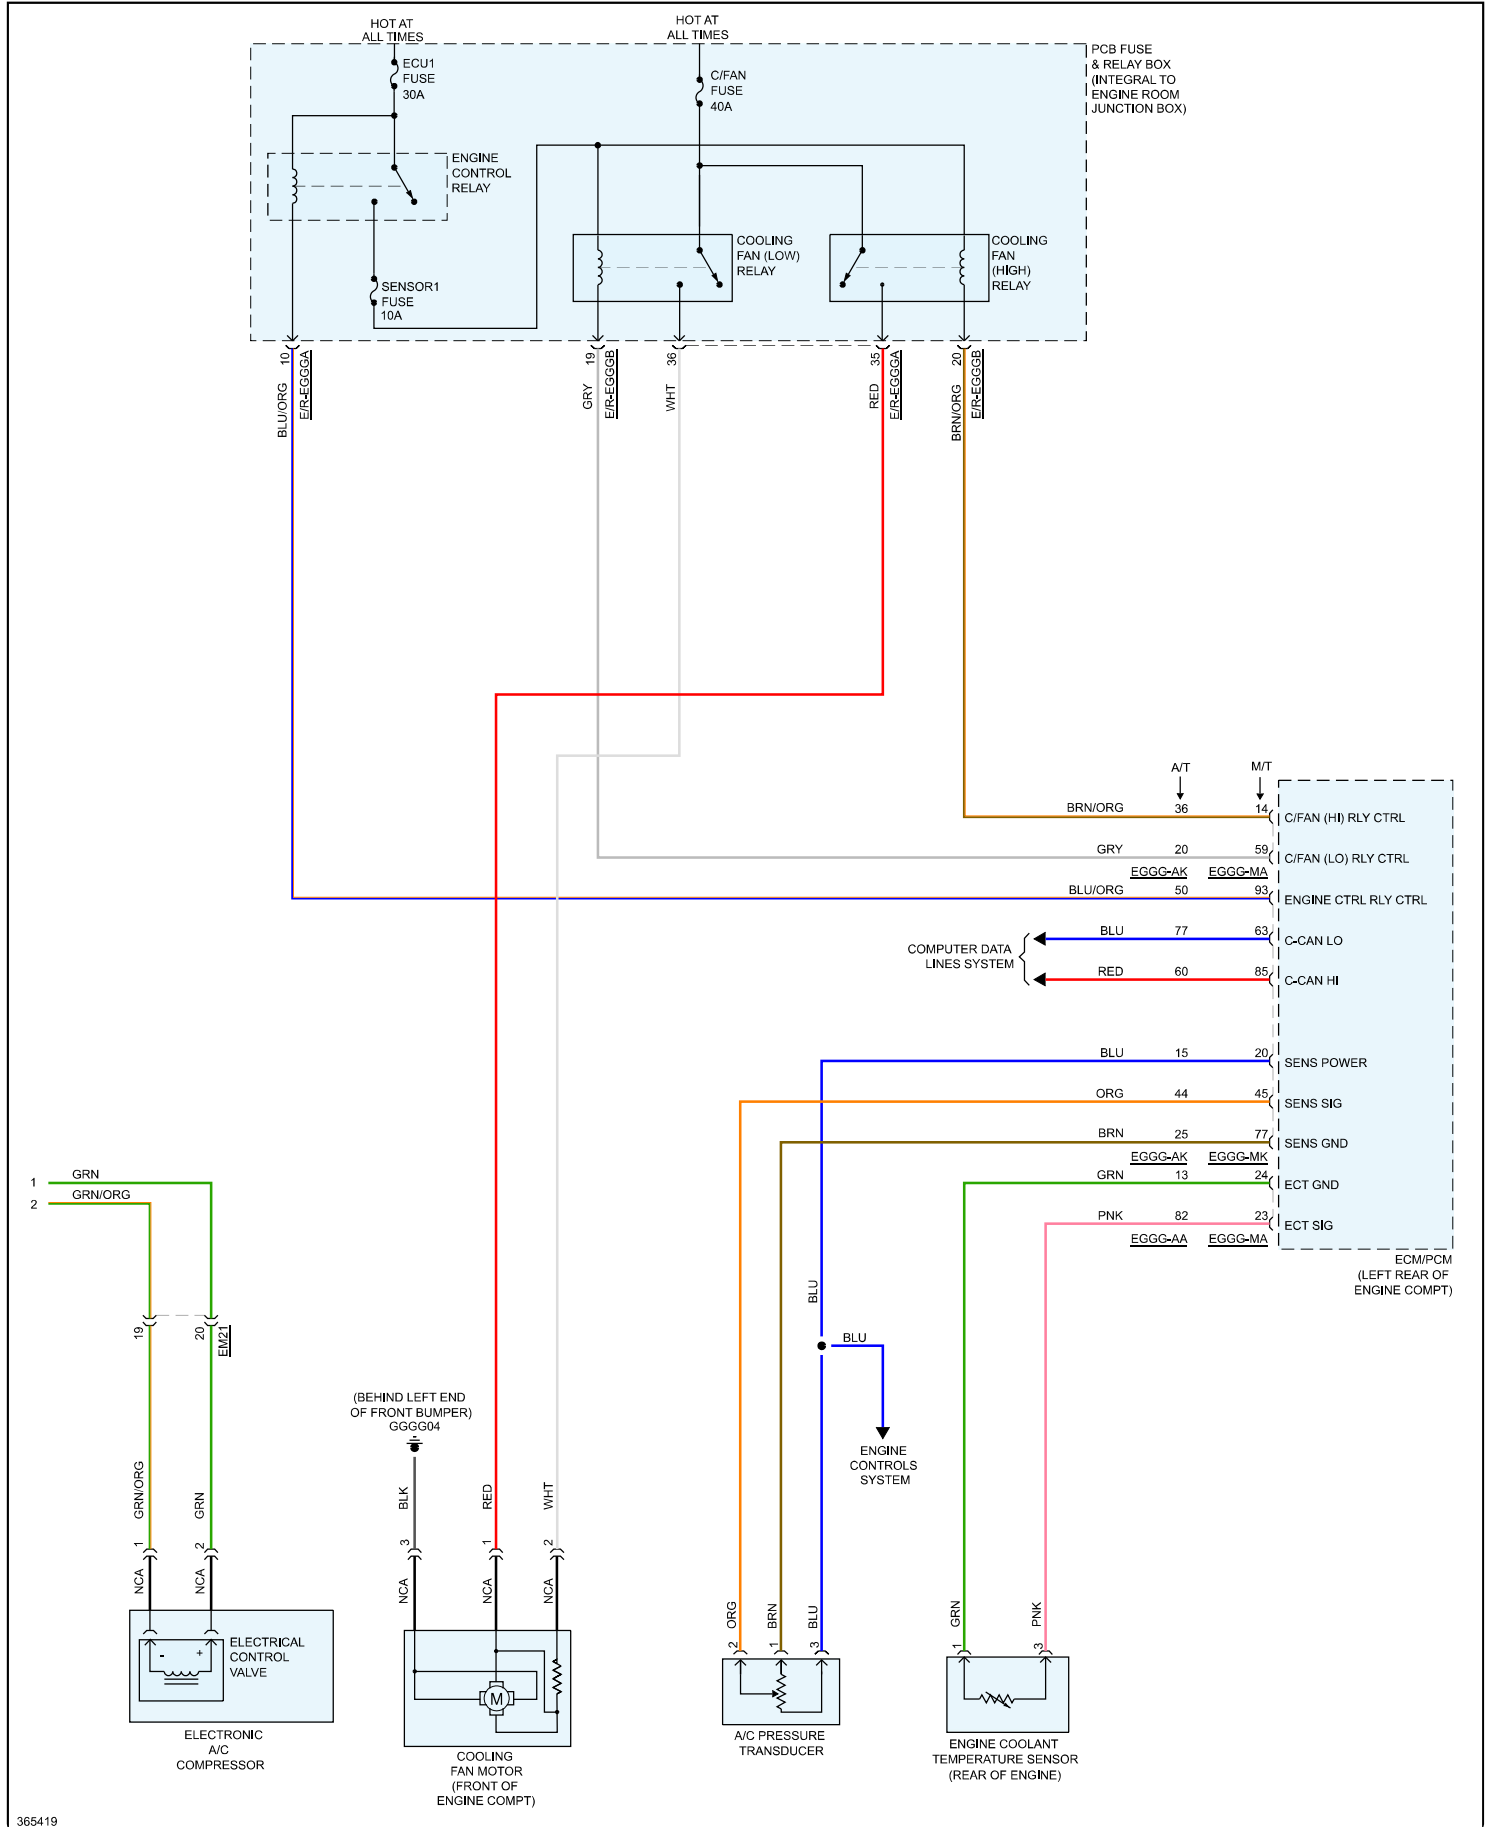 HOT AT
ALL TIMES
HOT AT
ALL TIMES
ECU1
FUSE
30A
C/FAN
FUSE
40A
PCB FUSE
& RELAY BOX
(INTEGRAL TO
ENGINE ROOM
JUNCTION BOX)
ENGINE
CONTROL
RELAY
COOLING
FAN (LOW)
RELAY
COOLING
FAN
(HIGH)
RELAY
SENSOR1
FUSE
10A
10
BLU/ORG
E/R-EGGGA
19
GRY
E/R-EGGGB
36
WHT
35
RED
E/R-EGGGA
20
BRN/ORG
E/R-EGGGB
A/T
M/T
BRN/ORG 36 14 C/FAN (HI) RLY CTRL
GRY 20 59 C/FAN (LO) RLY CTRL
EGGG-AK EGGG-MA
BLU/ORG 50 93 ENGINE CTRL RLY CTRL
BLU 77 63 C-CAN LO
RED 60 85 C-CAN HI
COMPUTER DATA
LINES SYSTEM
BLU 15 20 SENS POWER
ORG 44 45 SENS SIG
BRN 25 77 SENS GND
EGGG-AK EGGG-MK
GRN 13 24 ECT GND
PNK 82 23 ECT SIG
EGGG-AA EGGG-MA
ECM/PCM
(LEFT REAR OF
ENGINE COMPT)
1 GRN
2 GRN/ORG
19
20
EM21
GRN/ORG
GRN
1
2
NCA
NCA
- +
ELECTRICAL
CONTROL
VALVE
ELECTRONIC
A/C
COMPRESSOR
(BEHIND LEFT END
OF FRONT BUMPER)
GGGG04
BLK
RED
WHT
3
1
2
NCA
NCA
NCA
M
COOLING
FAN MOTOR
(FRONT OF
ENGINE COMPT)
BLU
BLU
ENGINE
CONTROLS
SYSTEM
ORG
BRN
BLU
2
1
3
A/C PRESSURE
TRANSDUCER
GRN
PNK
1
3
ENGINE COOLANT
TEMPERATURE SENSOR
(REAR OF ENGINE)
365419